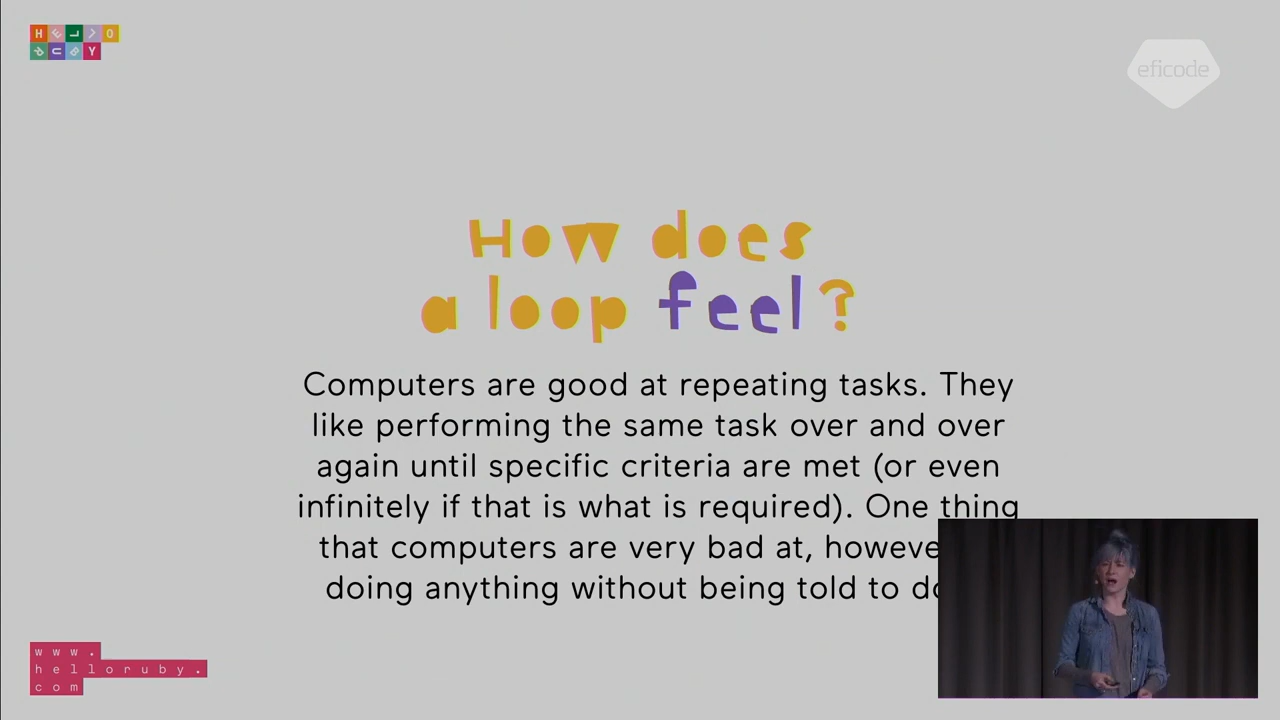 HELLO
RUBY
eficode
How does
a loop feel?
Computers are good at repeating tasks. They
like performing the same task over and over
again until specific criteria are met (or even
infinitely if that is what is required). One thing
that computers are very bad at,
doing anything without being told to
www.
helloruby.
com